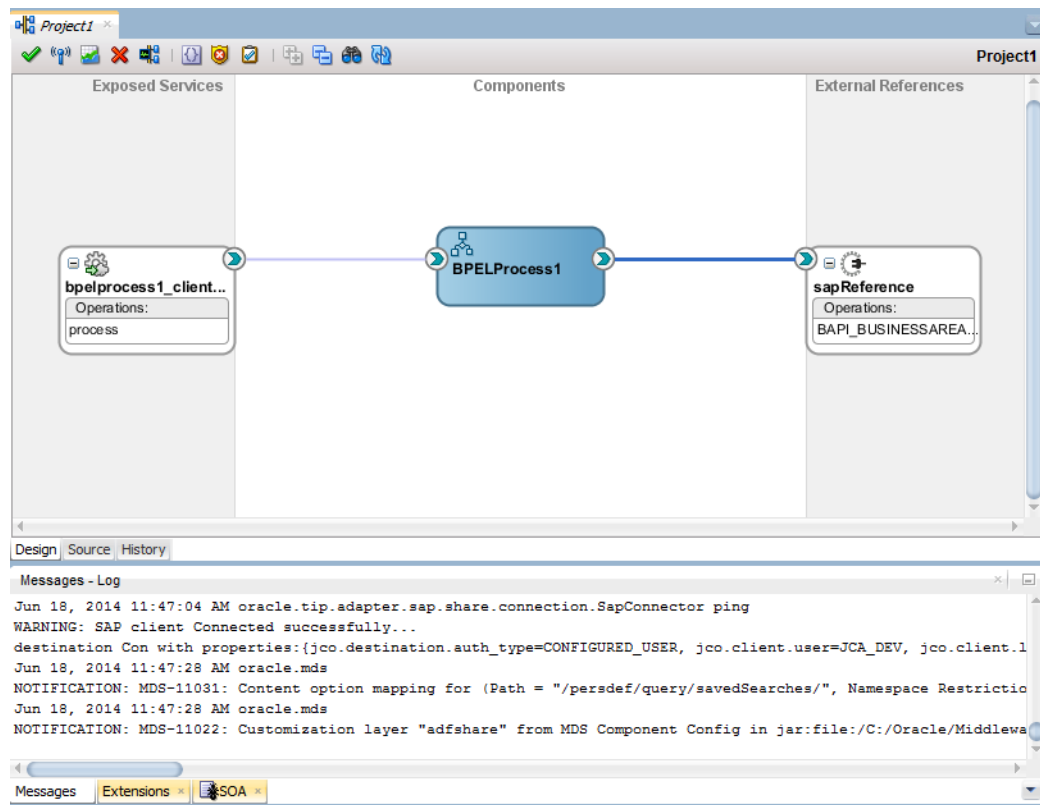 Project1
Project1
Exposed Services
Components
External References
bpelprocess1_client...
Operations:
process
BPELProcess1
sapReference
Operations:
BAPI_BUSINESSAREA...
Design Source History
Messages - Log
Jun 18, 2014 11:47:04 AM oracle.tip.adapter.sap.share.connection.SapConnector ping
WARNING: SAP client Connected successfully...
destination Con with properties:{jco.destination.auth_type=CONFIGURED_USER, jco.client.user=JCA_DEV, jco.client.l
Jun 18, 2014 11:47:28 AM oracle.mds
NOTIFICATION: MDS-11031: Content option mapping for (Path = "/persdef/query/savedSearches/", Namespace Restrictio
Jun 18, 2014 11:47:28 AM oracle.mds
NOTIFICATION: MDS-11022: Customization layer "adfshare" from MDS Component Config in jar:file:/C:/Oracle/Middlewa
Messages Extensions SOA